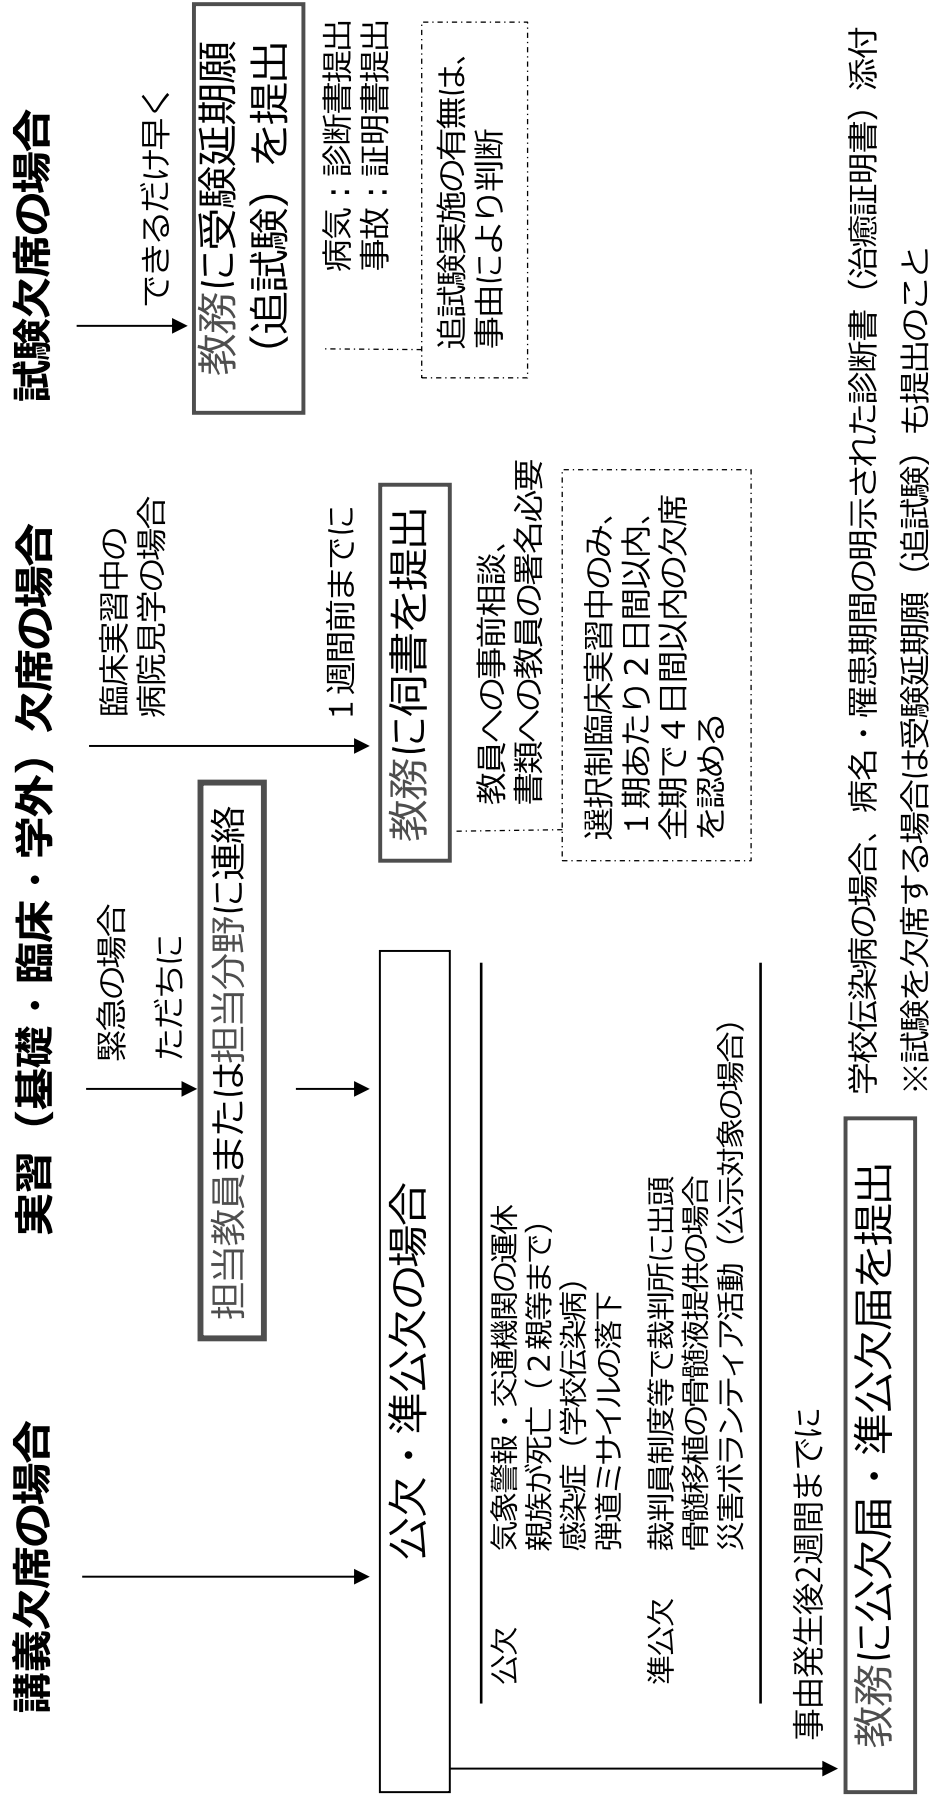 講義欠席の場合
実習（基礎・臨床・学外）欠席の場合
試験欠席の場合
緊急の場合
ただちに
担当教員または担当分野に連絡
臨床実習中の
病院見学の場合
１週間前までに
教務に伺書を提出
教員への事前相談、
書類への教員の署名必要
選択制臨床実習中のみ、
１期あたり２日間以内、
全期で４日間以内の欠席
を認める
できるだけ早く
教務に受験延期願
（追試験）を提出
病気：診断書提出
事故：証明書提出
追試験実施の有無は、
事由により判断
公欠・準公欠の場合
公欠
気象警報・交通機関の運休
親族が死亡（２親等まで）
感染症（学校伝染病）
弾道ミサイルの落下
準公欠
裁判員制度等で裁判所に出頭
骨髄移植の骨髄液提供の場合
災害ボランティア活動（公示対象の場合）
事由発生後2週間までに
教務に公欠届・準公欠届を提出
学校伝染病の場合、病名・罹患期間の明示された診断書（治癒証明書）添付
※試験を欠席する場合は受験延期願（追試験）も提出のこと